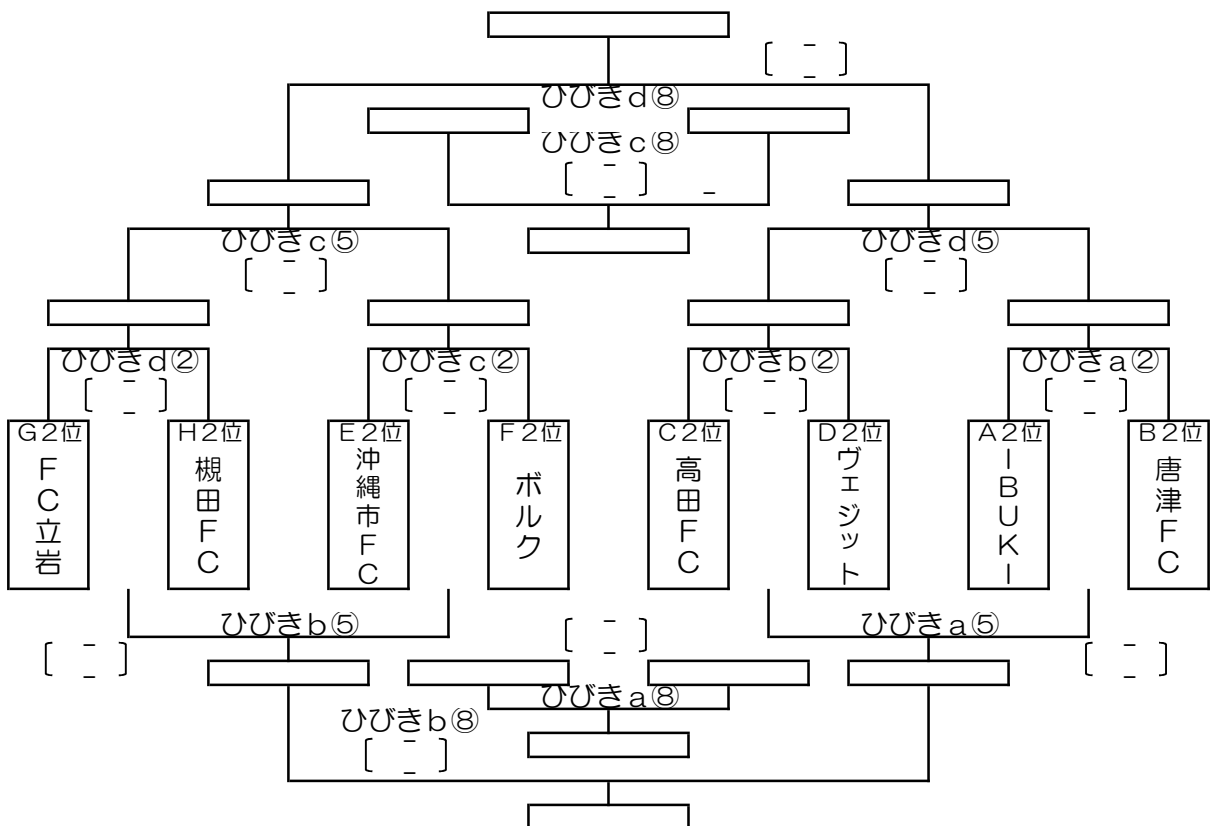 [ - - ]
ひびきd⑧
ひびきc⑧
[ - - ] -
ひびきc⑤ ひびきd⑤
[ - - ] [ - - ]
ひびきd② ひびきc② ひびきb② ひびきa②
[ - - ] [ - - ] [ - - ] [ - - ]
G2位 H2位 E2位 F2位 C2位 D2位 A2位 B2位
FC立岩
槻田FC
沖縄市FC
ボルク
高田FC
ヴェジット
IBUKI
唐津FC
ひびきb⑤ [ - - ] ひびきa⑤
[ - - ] [ - - ]
ひびきa⑧
ひびきb⑧
[ - - ]